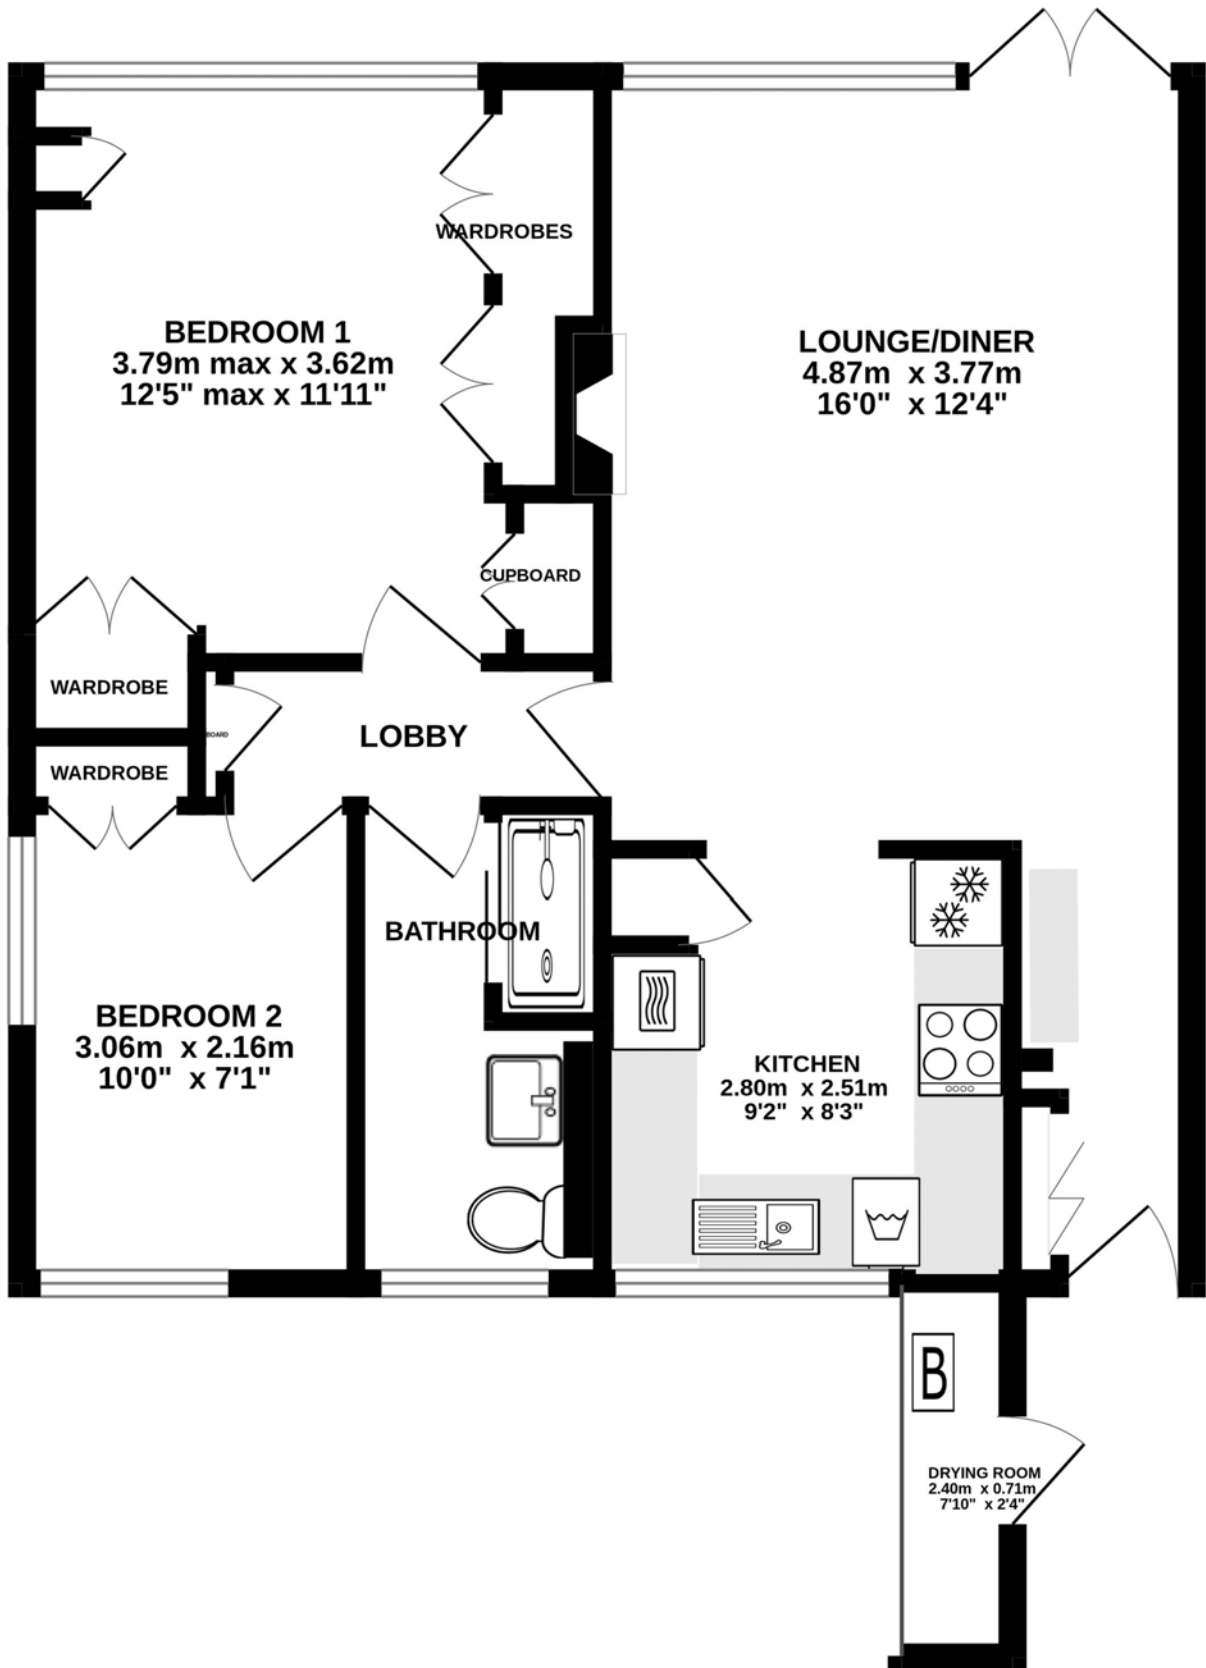 WARDROBES
BEDROOM 1
3.79m max x 3.62m
12'5" max x 11'11"
LOUNGE/DINER
4.87m x 3.77m
16'0" x 12'4"
CUPBOARD
WARDROBE
LOBBY
BOARD
WARDROBE
BATHROOM
BEDROOM 2
3.06m x 2.16m
10'0" x 7'1"
KITCHEN
2.80m x 2.51m
9'2" x 8'3"
B
DRYING ROOM
2.40m x 0.71m
7'10" x 2'4"